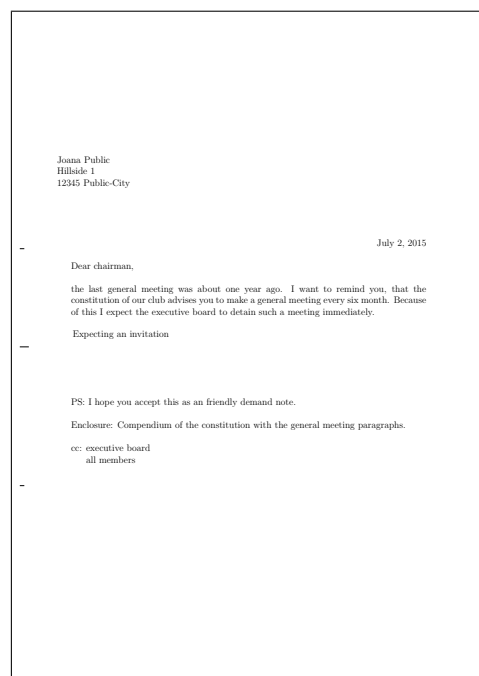 Joana Public
Hillside 1
12345 Public-City
July 2, 2015
Dear chairman,
the last general meeting was about one year ago. I want to remind you, that the
constitution of our club advises you to make a general meeting every six month. Because
of this I expect the executive board to detain such a meeting immediately.
Expecting an invitation
PS: I hope you accept this as an friendly demand note.
Enclosure: Compendium of the constitution with the general meeting paragraphs.
cc: executive board
all members